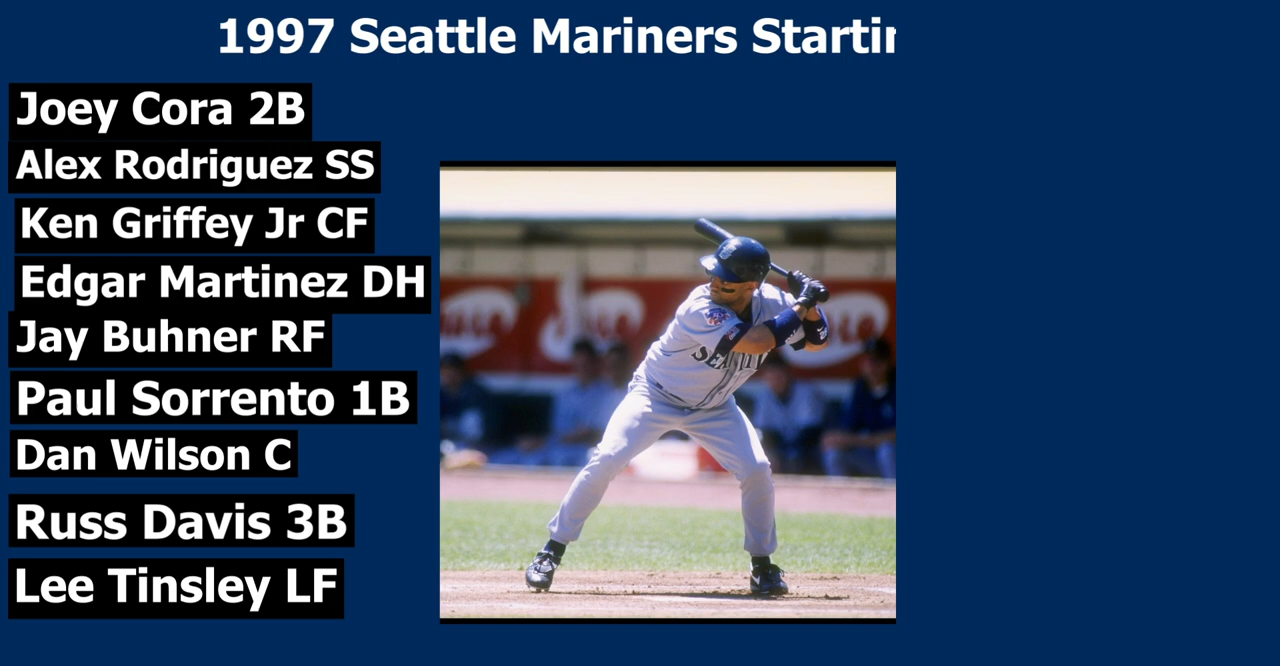 1997 Seattle Mariners Startin
Joey Cora 2B
Alex Rodriguez SS
Ken Griffey Jr CF
Edgar Martinez DH
Jay Buhner RF
Paul Sorrento 1B
Dan Wilson C
Russ Davis 3B
Lee Tinsley LF